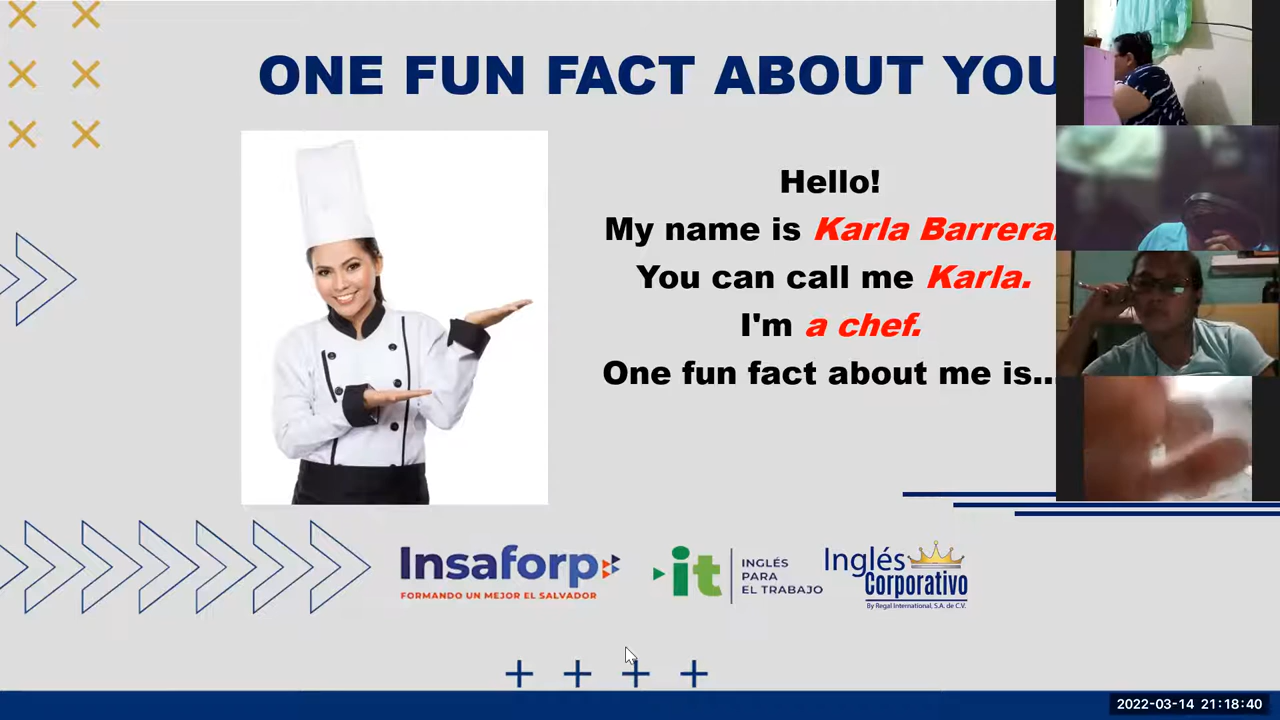 ONE FUN FACT ABOUT YOU
Hello!
My name is Karla Barrera.
You can call me Karla.
I'm a chef.
One fun fact about me is...
Insaforp
FORMANDO UN MEJOR EL SALVADOR
it
INGLÉS
PARA
EL TRABAJO
Inglés
Corporativo
By Regal International, S.A. de C.V.
2022-03-14 21:18:40